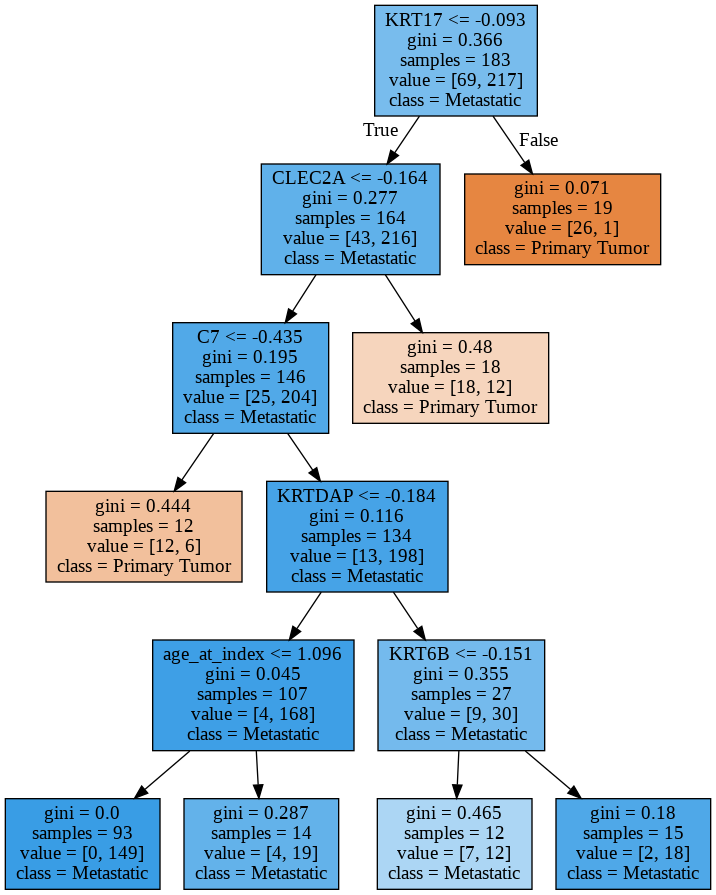 KRT17 <= -0.093
gini = 0.366
samples = 183
value = [69, 217]
class = Metastatic
True
False
CLEC2A <= -0.164
gini = 0.277
samples = 164
value = [43, 216]
class = Metastatic
gini = 0.071
samples = 19
value = [26, 1]
class = Primary Tumor
C7 <= -0.435
gini = 0.195
samples = 146
value = [25, 204]
class = Metastatic
gini = 0.48
samples = 18
value = [18, 12]
class = Primary Tumor
gini = 0.444
samples = 12
value = [12, 6]
class = Primary Tumor
KRTDAP <= -0.184
gini = 0.116
samples = 134
value = [13, 198]
class = Metastatic
age_at_index <= 1.096
gini = 0.045
samples = 107
value = [4, 168]
class = Metastatic
KRT6B <= -0.151
gini = 0.355
samples = 27
value = [9, 30]
class = Metastatic
gini = 0.0
samples = 93
value = [0, 149]
class = Metastatic
gini = 0.287
samples = 14
value = [4, 19]
class = Metastatic
gini = 0.465
samples = 12
value = [7, 12]
class = Metastatic
gini = 0.18
samples = 15
value = [2, 18]
class = Metastatic